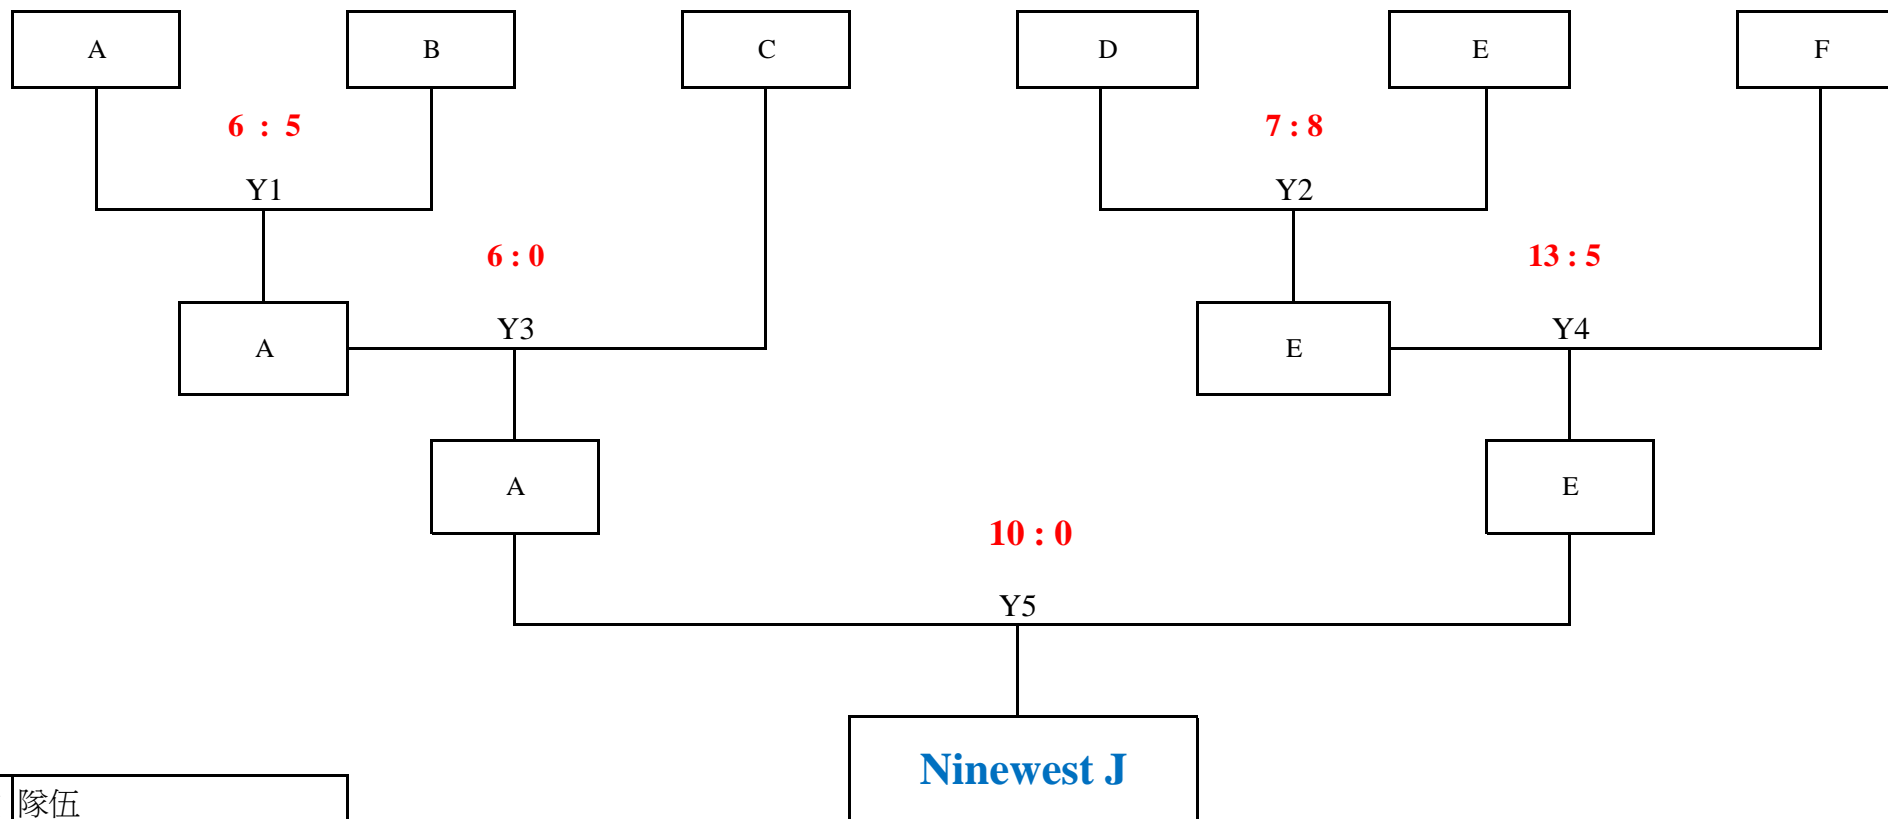 A B C D E F
6 : 5 7 : 8
Y1 Y2
6 : 0 13 : 5
Y3 Y4
A E
A E
10 : 0
Y5
Ninewest J
隊伍